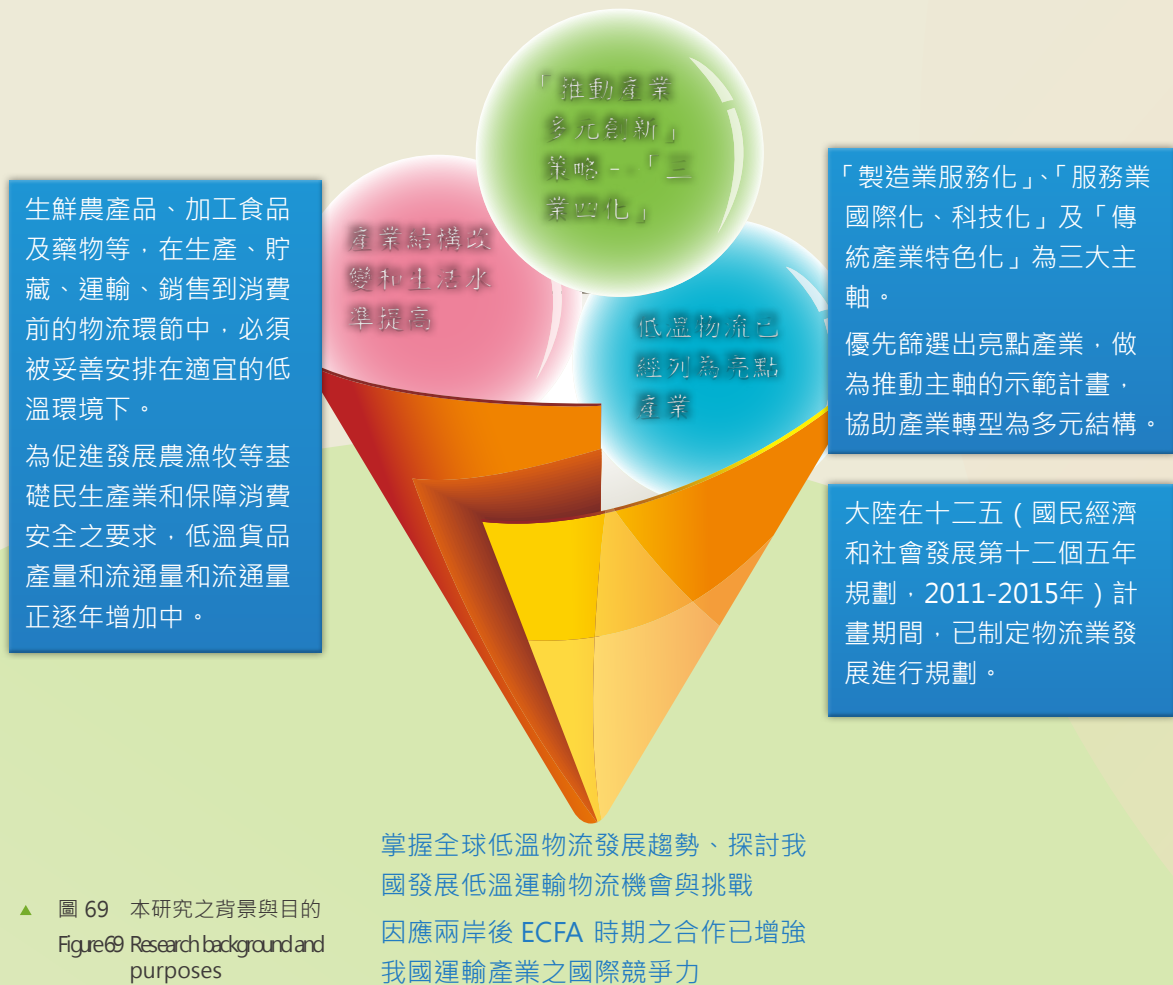 「推動產業
多元創新」
策略--「三
業四化」
產業結構改
變和生活水
準提高
低溫物流已
經列為亮點
產業
生鮮農產品、加工食品
及藥物等，在生產、貯
藏、運輸、銷售到消費
前的物流環節中，必須
被妥善安排在適宜的低
溫環境下。
為促進發展農漁牧等基
礎民生產業和保障消費
安全之要求，低溫貨品
產量和流通量和流通量
正逐年增加中。
「製造業服務化」、「服務業
國際化、科技化」及「傳
統產業特色化」為三大主
軸。
優先篩選出亮點產業，做
為推動主軸的示範計畫，
協助產業轉型為多元結構。
大陸在十二五（國民經濟
和社會發展第十二個五年
規劃，2011-2015年）計
畫期間，已制定物流業發
展進行規劃。
掌握全球低溫物流發展趨勢、探討我
國發展低溫運輸物流機會與挑戰
因應兩岸後 ECFA 時期之合作已增強
我國運輸產業之國際競爭力
▲ 圖 69 本研究之背景與目的
Figure69 Research background and
purposes